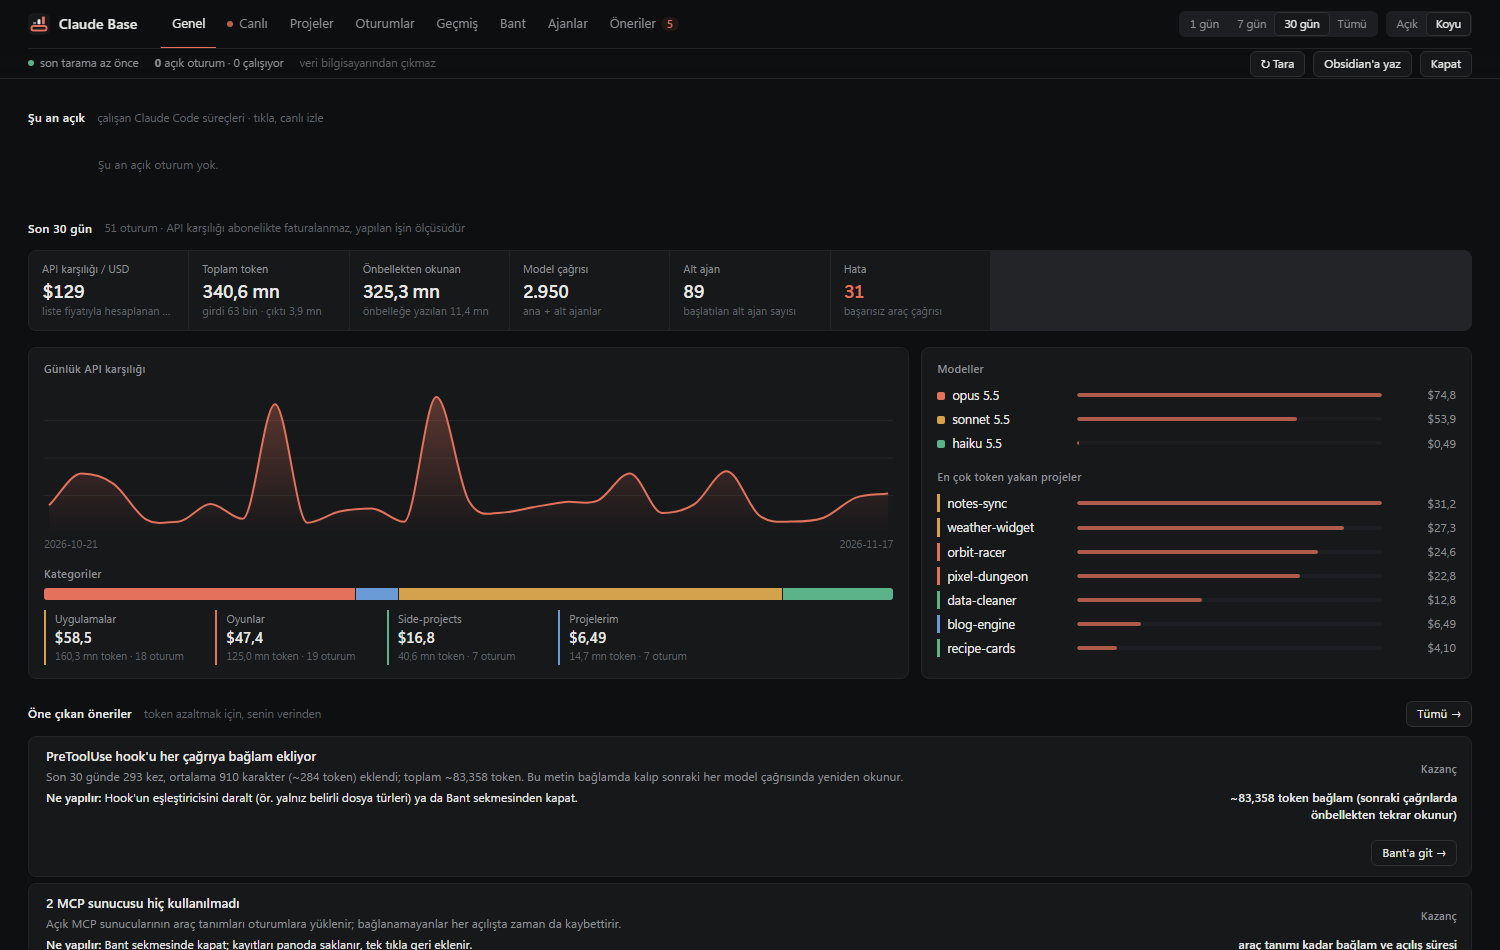 Claude Base
Genel
Canlı
Projeler
Oturumlar
Geçmiş
Bant
Ajanlar
Öneriler 5
1 gün
7 gün
30 gün
Tümü
Açık
Koyu
son tarama az önce
0 açık oturum · 0 çalışıyor
veri bilgisayarından çıkmaz
↻ Tara
Obsidian'a yaz
Kapat
Şu an açık
çalışan Claude Code süreçleri · tıkla, canlı izle
Şu an açık oturum yok.
Son 30 gün
51 oturum · API karşılığı abonelikte faturalanmaz, yapılan işin ölçüsüdür
API karşılığı / USD
$129
liste fiyatıyla hesaplanan ...
Toplam token
340,6 mn
girdi 63 bin · çıktı 3,9 mn
Önbellekten okunan
325,3 mn
önbelleğe yazılan 11,4 mn
Model çağrısı
2.950
ana + alt ajanlar
Alt ajan
89
başlatılan alt ajan sayısı
Hata
31
başarısız araç çağrısı
Günlük API karşılığı
2026-10-21
2026-11-17
Kategoriler
Uygulamalar
$58,5
160,3 mn token · 18 oturum
Oyunlar
$47,4
125,0 mn token · 19 oturum
Side-projects
$16,8
40,6 mn token · 7 oturum
Projelerim
$6,49
14,7 mn token · 7 oturum
Modeller
opus 5.5 $74,8
sonnet 5.5 $53,9
haiku 5.5 $0,49
En çok token yakan projeler
notes-sync $31,2
weather-widget $27,3
orbit-racer $24,6
pixel-dungeon $22,8
data-cleaner $12,8
blog-engine $6,49
recipe-cards $4,10
Öne çıkan öneriler
token azaltmak için, senin verinden
Tümü →
PreToolUse hook'u her çağrıya bağlam ekliyor
Son 30 günde 293 kez, ortalama 910 karakter (~284 token) eklendi; toplam ~83,358 token. Bu metin bağlamda kalıp sonraki her model çağrısında yeniden okunur.
Ne yapılır: Hook'un eşleştiricisini daralt (ör. yalnız belirli dosya türleri) ya da Bant sekmesinden kapat.
Kazanç
~83,358 token bağlam (sonraki çağrılarda
önbellekten tekrar okunur)
Bant'a git →
2 MCP sunucusu hiç kullanılmadı
Açık MCP sunucularının araç tanımları oturumlara yüklenir; bağlanamayanlar her açılışta zaman da kaybettirir.
Ne yapılır: Bant sekmesinde kapat; kayıtları panoda saklanır, tek tıkla geri eklenir.
Kazanç
araç tanımı kadar bağlam ve açılış süresi